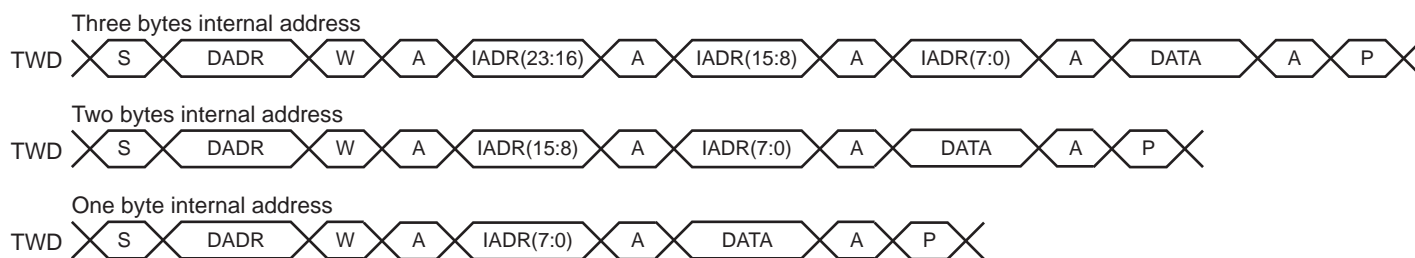 Three bytes internal address
TWD S DADR W A IADR(23:16) A IADR(15:8) A IADR(7:0) A DATA A P
Two bytes internal address
TWD S DADR W A IADR(15:8) A IADR(7:0) A DATA A P
One byte internal address
TWD S DADR W A IADR(7:0) A DATA A P